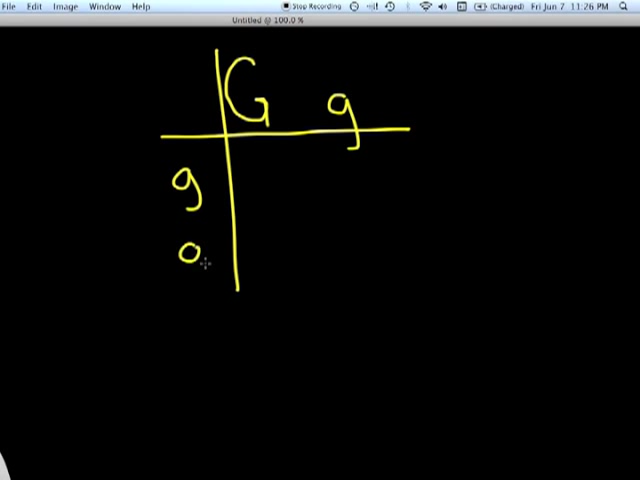 File Edit Image Window Help Stop Recording (Charged) Fri Jun 7 11:26 PM
Untitled @ 100.0 %
G g
g
o